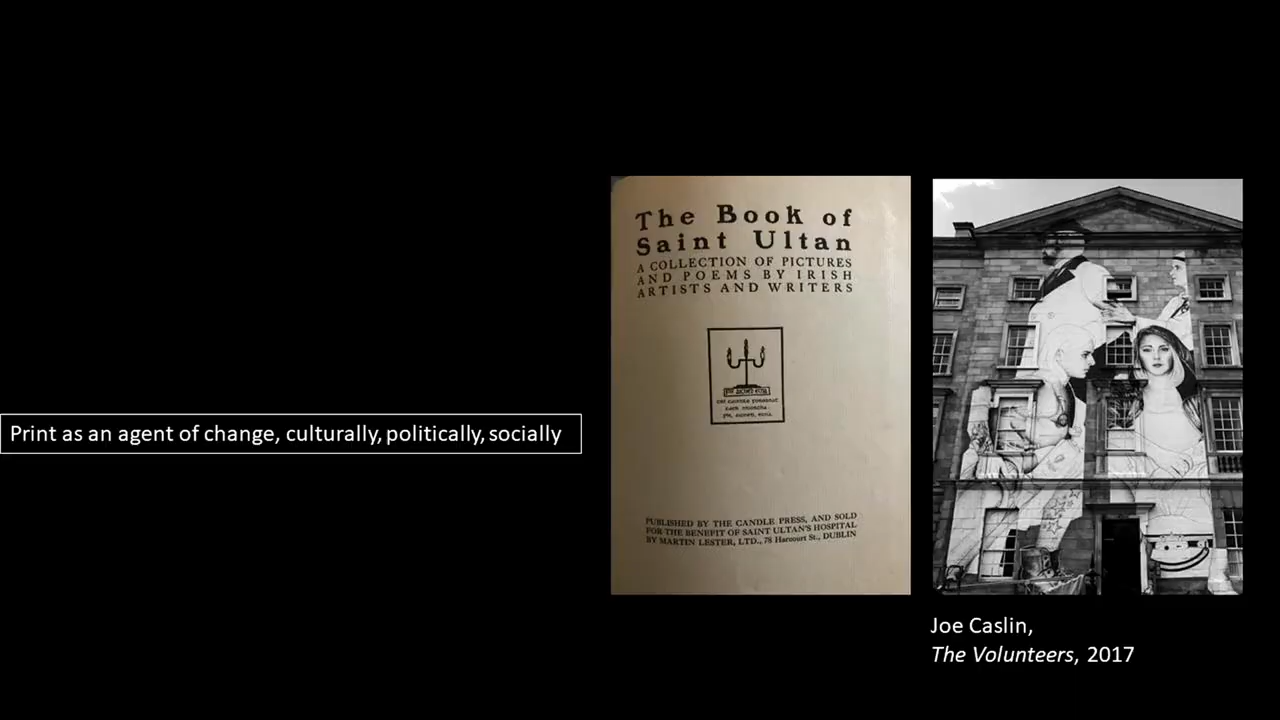 Print as an agent of change, culturally, politically, socially
The Book of
Saint Ultan
A COLLECTION OF PICTURES
AND POEMS BY IRISH
ARTISTS AND WRITERS
PUBLISHED BY THE CANDLE PRESS, AND SOLD
FOR THE BENEFIT OF SAINT ULTAN'S HOSPITAL
BY MARTIN LESTER, LTD., 78 Harcourt St., DUBLIN
Joe Caslin,
The Volunteers, 2017